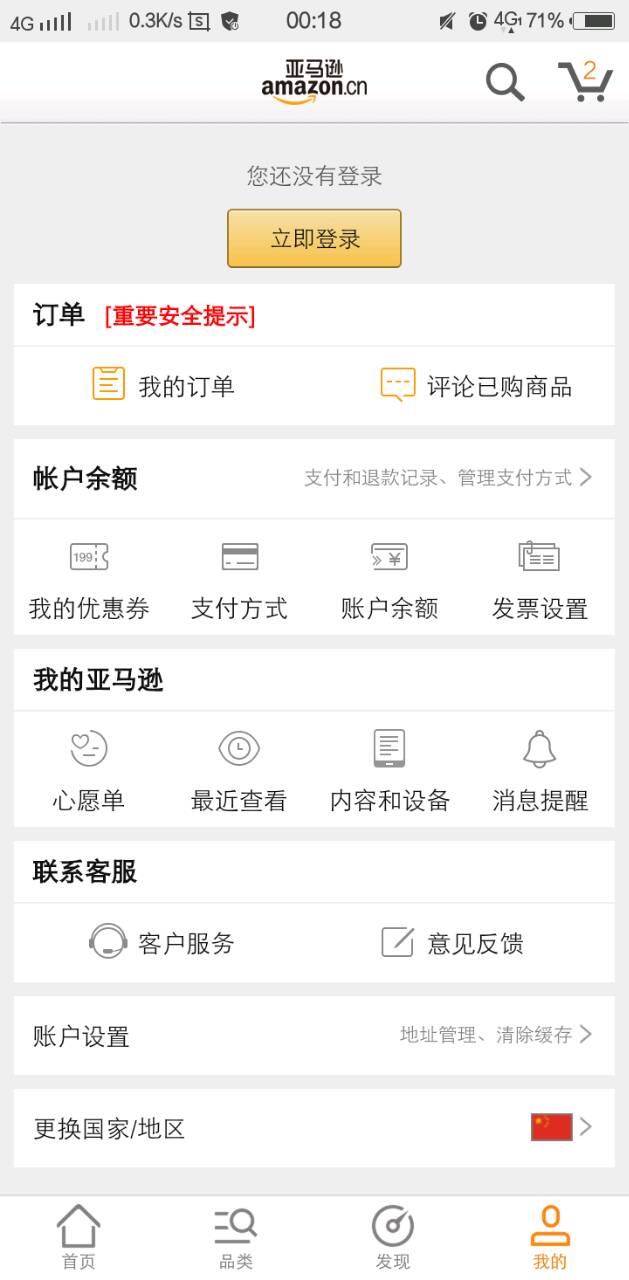 4G 0.3K/s 00:18 4G 71%
亚马逊
amazon.cn
2
您还没有登录
立即登录
订单 [重要安全提示]
我的订单 评论已购商品
帐户余额 支付和退款记录、管理支付方式
199
我的优惠券 支付方式 账户余额 发票设置
我的亚马逊
心愿单 最近查看 内容和设备 消息提醒
联系客服
客户服务 意见反馈
账户设置 地址管理、清除缓存
更换国家/地区
首页 品类 发现 我的